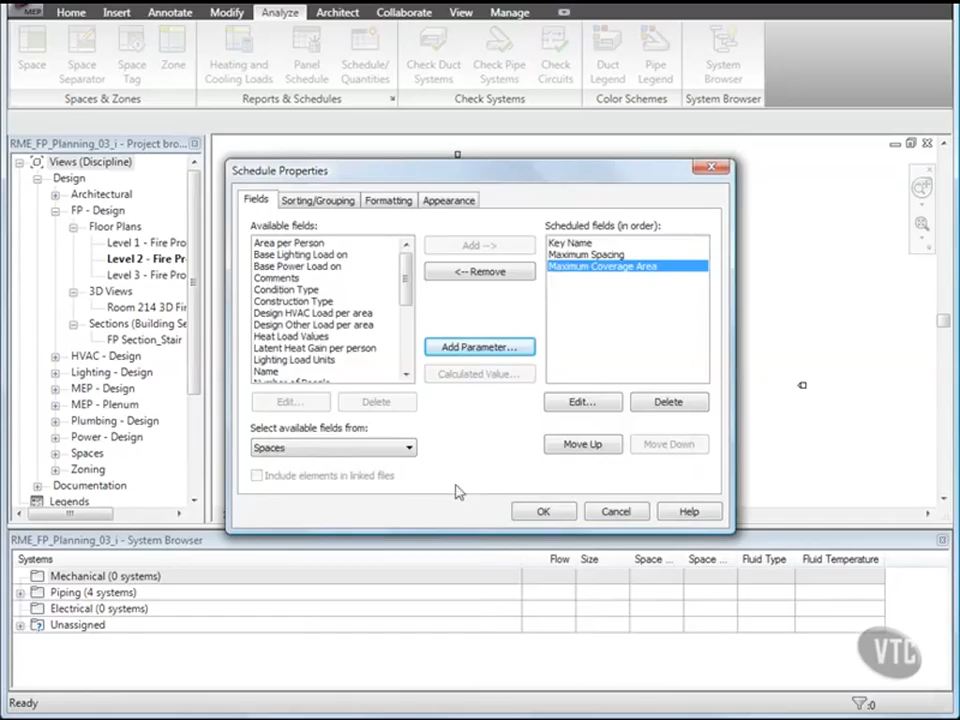 MEP Home Insert Annotate Modify Analyze Architect Collaborate View Manage
Space Space Separator Space Tag Zone Heating and Cooling Loads Panel Schedule Schedule/ Quantities Check Duct Systems Check Pipe Systems Check Circuits Duct Legend Pipe Legend System Browser
Spaces & Zones Reports & Schedules Check Systems Color Schemes System Browser
RME_FP_Planning_03_i - Project bro...
Views (Discipline)
Design
Architectural
FP - Design
Floor Plans
Level 1 - Fire Pro
Level 2 - Fire Pr
Level 3 - Fire Pro
3D Views
Room 214 3D Fi
Sections (Building Se
FP Section_Stair
HVAC - Design
Lighting - Design
MEP - Design
MEP - Plenum
Plumbing - Design
Power - Design
Spaces
Zoning
Documentation
Legends
Schedule Properties
Fields Sorting/Grouping Formatting Appearance
Available fields:
Area per Person
Base Lighting Load on
Base Power Load on
Comments
Condition Type
Construction Type
Design HVAC Load per area
Design Other Load per area
Heat Load Values
Latent Heat Gain per person
Lighting Load Units
Name
Number of People
Add -->
<-- Remove
Add Parameter...
Calculated Value...
Scheduled fields (in order):
Key Name
Maximum Spacing
Maximum Coverage Area
Edit... Delete Edit... Delete
Select available fields from:
Spaces
Move Up Move Down
Include elements in linked files
OK Cancel Help
RME_FP_Planning_03_i - System Browser
Systems Flow Size Space ... Space ... Fluid Type Fluid Temperature
Mechanical (0 systems)
Piping (4 systems)
Electrical (0 systems)
Unassigned
VTC
Ready :0